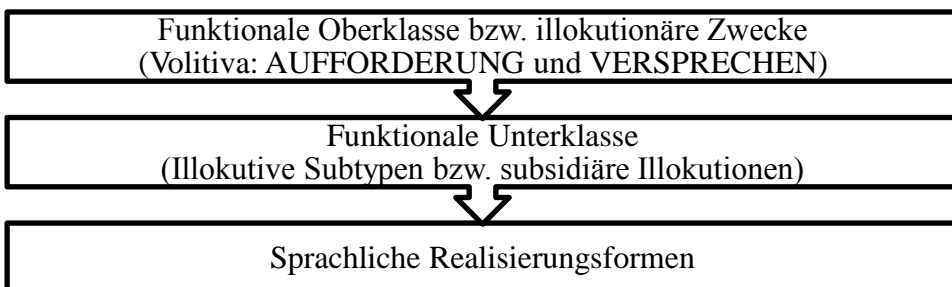 Funktionale Oberklasse bzw. illokutionäre Zwecke
(Volitiva: AUFFORDERUNG und VERSPRECHEN)
Funktionale Unterklasse
(Illokutive Subtypen bzw. subsidiäre Illokutionen)
Sprachliche Realisierungsformen